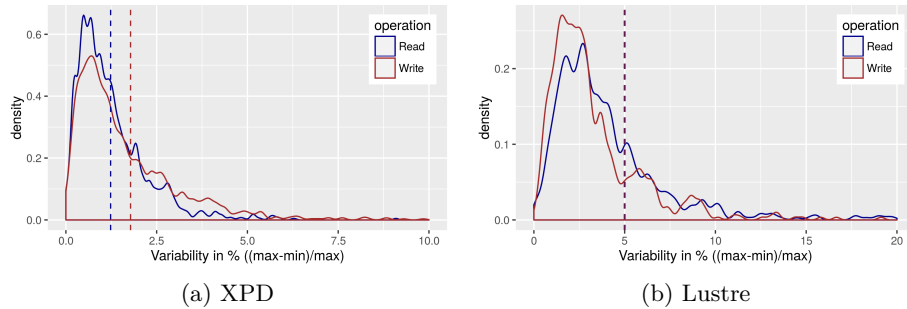 density
0.6
0.4
0.2
0.0
0.0
2.5
5.0
7.5
10.0
Variability in % ((max-min)/max)
operation
Read
Write
(a) XPD
density
0.2
0.1
0.0
0
5
10
15
20
Variability in % ((max-min)/max)
operation
Read
Write
(b) Lustre